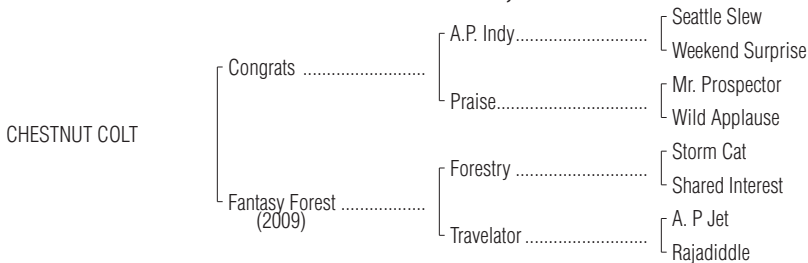 Seattle Slew
A.P. Indy..............................
Weekend Surprise
Congrats ...........................
Mr. Prospector
Praise..................................
Wild Applause
CHESTNUT COLT
Storm Cat
Forestry ..............................
Shared Interest
Fantasy Forest ...................
(2009)
A. P Jet
Travelator ............................
Rajadiddle